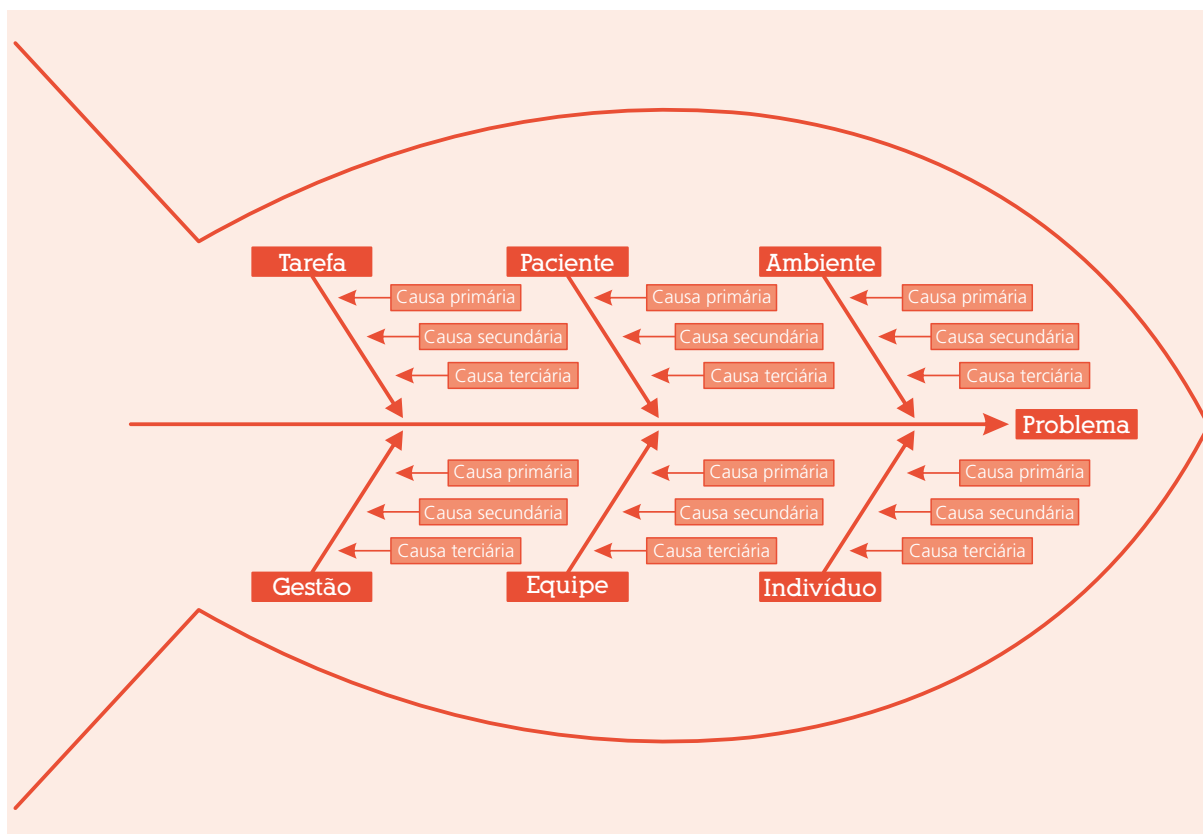 Tarefa
Paciente
Ambiente
Causa primária
Causa primária
Causa primária
Causa secundária
Causa secundária
Causa secundária
Causa terciária
Causa terciária
Causa terciária
Problema
Causa primária
Causa primária
Causa primária
Causa secundária
Causa secundária
Causa secundária
Causa terciária
Causa terciária
Causa terciária
Gestão
Equipe
Indivíduo